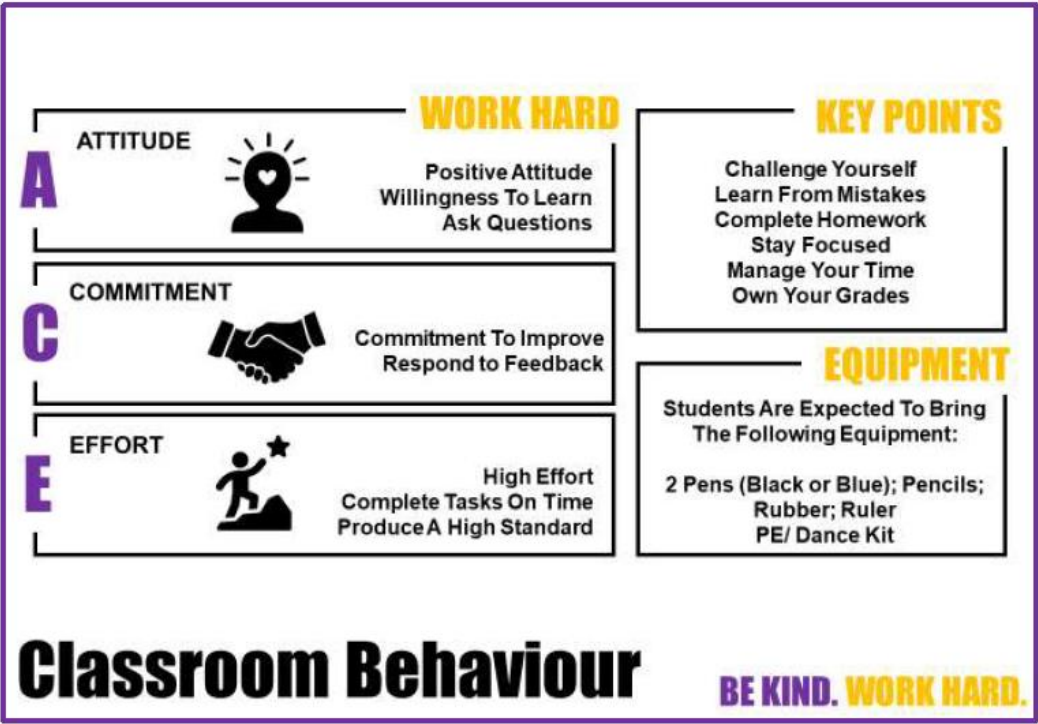 WORK HARD
A
ATTITUDE
Positive Attitude
Willingness To Learn
Ask Questions
C
COMMITMENT
Commitment To Improve
Respond to Feedback
E
EFFORT
High Effort
Complete Tasks On Time
Produce A High Standard
KEY POINTS
Challenge Yourself
Learn From Mistakes
Complete Homework
Stay Focused
Manage Your Time
Own Your Grades
EQUIPMENT
Students Are Expected To Bring
The Following Equipment:
2 Pens (Black or Blue); Pencils;
Rubber; Ruler
PE/ Dance Kit
Classroom Behaviour
BE KIND. WORK HARD.